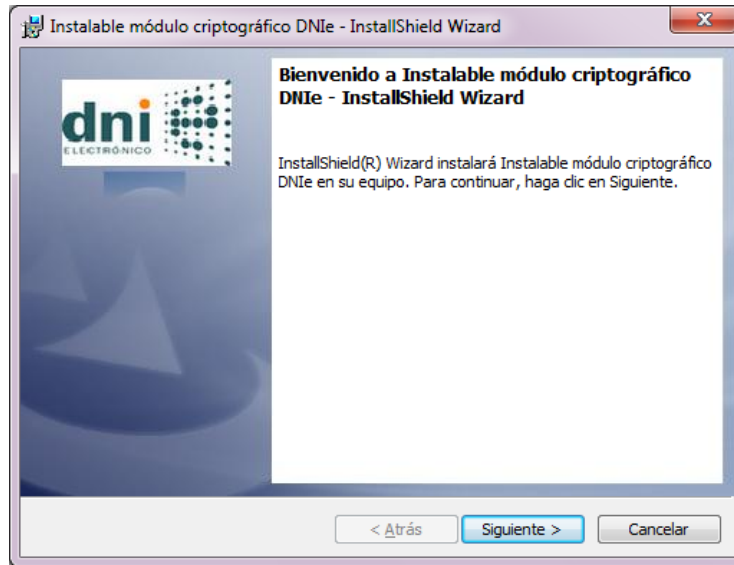 Instalable módulo criptográfico DNIe - InstallShield Wizard
X
dni
ELECTRÓNICO
Bienvenido a Instalable módulo criptográfico
DNIe - InstallShield Wizard
InstallShield(R) Wizard instalará Instalable módulo criptográfico
DNIe en su equipo. Para continuar, haga clic en Siguiente.
< Atrás
Siguiente >
Cancelar